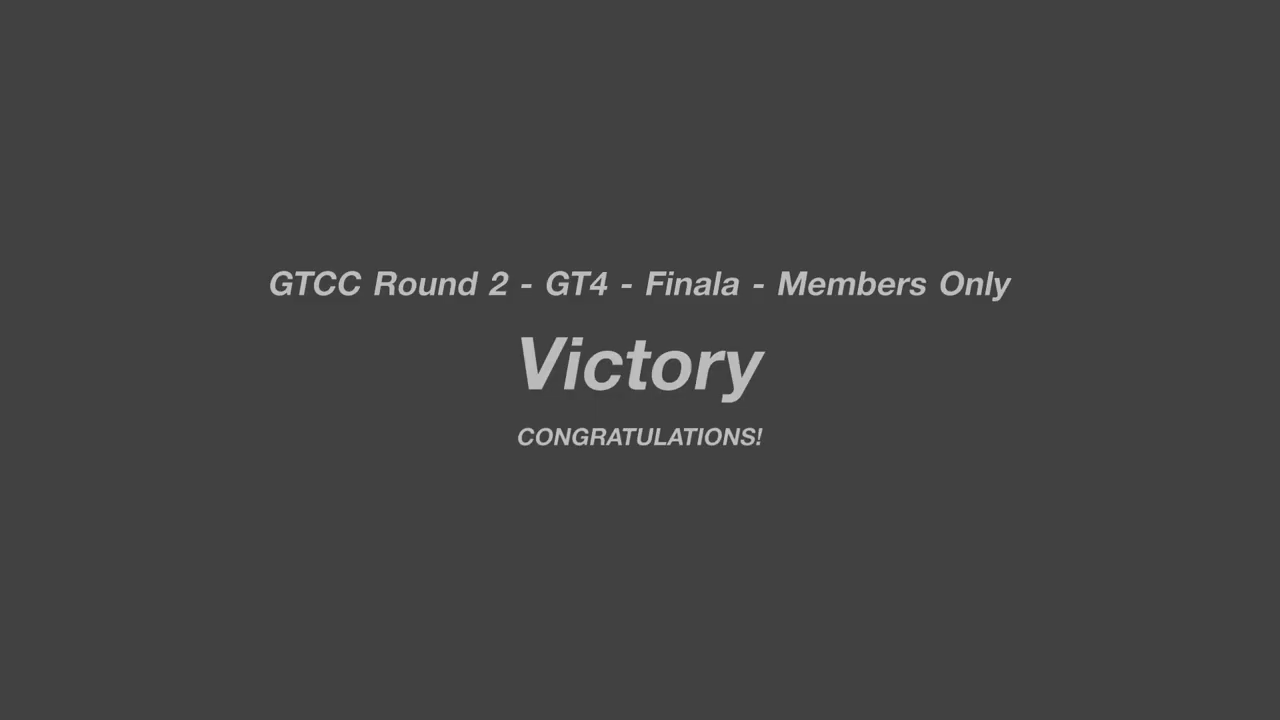 GTCC Round 2 - GT4 - Finala - Members Only
Victory
CONGRATULATIONS!